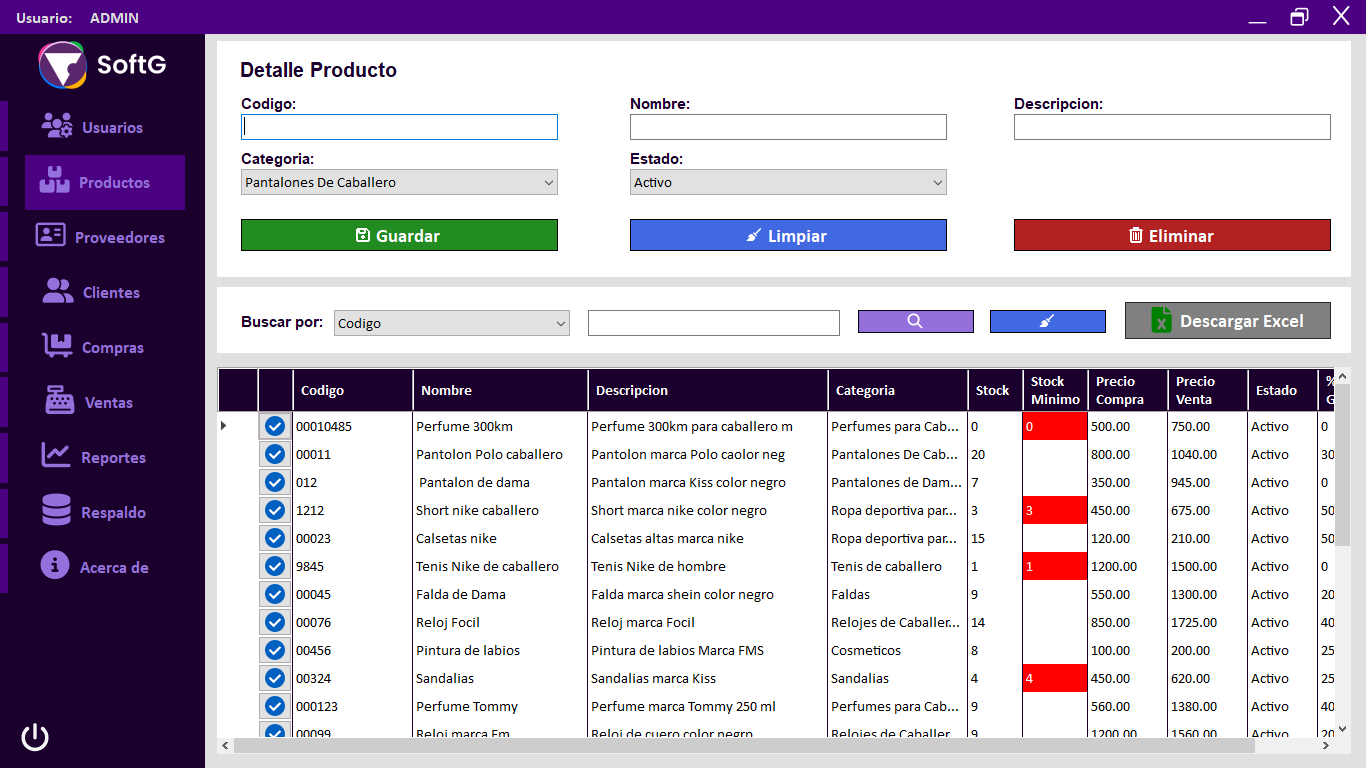 Usuario: ADMIN
SoftG
Usuarios
Productos
Proveedores
Clientes
Compras
Ventas
Reportes
Respaldo
Acerca de
Detalle Producto
Codigo: Nombre: Descripcion:
Categoria: Estado:
Pantalones De Caballero Activo
Guardar Limpiar Eliminar
Buscar por: Codigo Descargar Excel
Codigo Nombre Descripcion Categoria Stock Stock Minimo Precio Compra Precio Venta Estado % G
00010485 Perfume 300km Perfume 300km para caballero m Perfumes para Cab... 0 0 500.00 750.00 Activo 0
00011 Pantolon Polo caballero Pantolon marca Polo caolor neg Pantalones De Cab... 20 800.00 1040.00 Activo 30
012 Pantalon de dama Pantalon marca Kiss color negro Pantalones de Dam... 7 350.00 945.00 Activo 0
1212 Short nike caballero Short marca nike color negro Ropa deportiva par... 3 3 450.00 675.00 Activo 50
00023 Calsetas nike Calsetas altas marca nike Ropa deportiva par... 15 120.00 210.00 Activo 50
9845 Tenis Nike de caballero Tenis Nike de hombre Tenis de caballero 1 1 1200.00 1500.00 Activo 0
00045 Falda de Dama Falda marca shein color negro Faldas 9 550.00 1300.00 Activo 20
00076 Reloj Focil Reloj marca Focil Relojes de Caballer... 14 850.00 1725.00 Activo 40
00456 Pintura de labios Pintura de labios Marca FMS Cosmeticos 8 100.00 200.00 Activo 25
00324 Sandalias Sandalias marca Kiss Sandalias 4 4 450.00 620.00 Activo 25
000123 Perfume Tommy Perfume marca Tommy 250 ml Perfumes para Cab... 9 560.00 1380.00 Activo 40
00099 Reloj marca Fm Reloj de cuero color negro Relojes de Caballer... 9 1200.00 1560.00 Activo 20